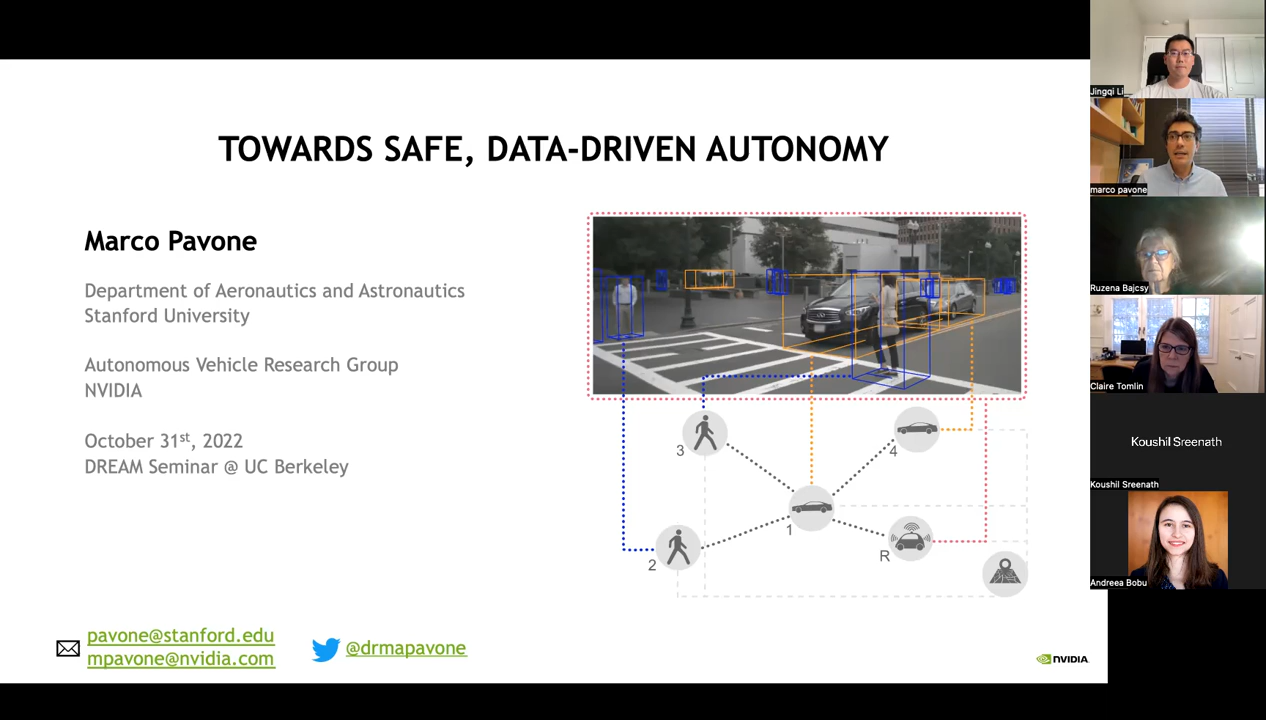 TOWARDS SAFE, DATA-DRIVEN AUTONOMY
Marco Pavone
Department of Aeronautics and Astronautics
Stanford University
Autonomous Vehicle Research Group
NVIDIA
October 31st, 2022
DREAM Seminar @ UC Berkeley
3
4
1
2
R
pavone@stanford.edu
mpavone@nvidia.com
@drmapavone
NVIDIA
Jingqi Li
marco pavone
Ruzena Bajcsy
Claire Tomlin
Koushil Sreenath
Koushil Sreenath
Andreea Bobu